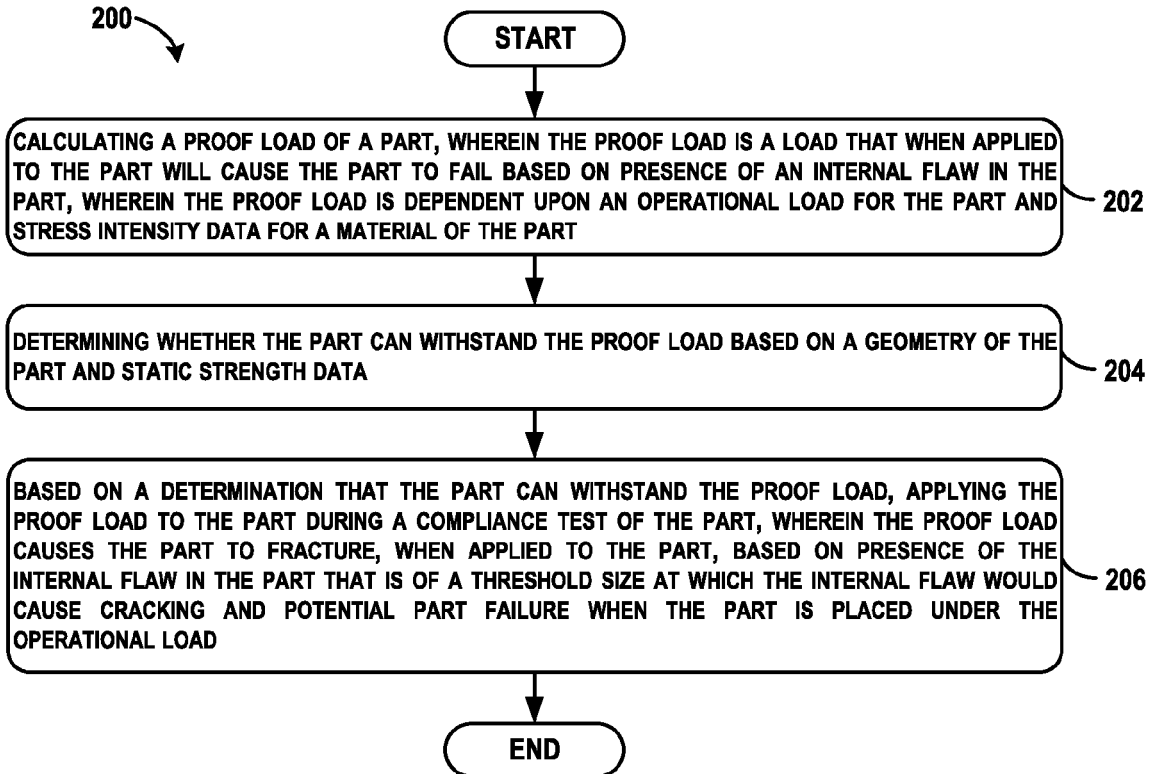 200
START
CALCULATING A PROOF LOAD OF A PART, WHEREIN THE PROOF LOAD IS A LOAD THAT WHEN APPLIED
TO THE PART WILL CAUSE THE PART TO FAIL BASED ON PRESENCE OF AN INTERNAL FLAW IN THE
PART, WHEREIN THE PROOF LOAD IS DEPENDENT UPON AN OPERATIONAL LOAD FOR THE PART AND
STRESS INTENSITY DATA FOR A MATERIAL OF THE PART
202
DETERMINING WHETHER THE PART CAN WITHSTAND THE PROOF LOAD BASED ON A GEOMETRY OF THE
PART AND STATIC STRENGTH DATA
204
BASED ON A DETERMINATION THAT THE PART CAN WITHSTAND THE PROOF LOAD, APPLYING THE
PROOF LOAD TO THE PART DURING A COMPLIANCE TEST OF THE PART, WHEREIN THE PROOF LOAD
CAUSES THE PART TO FRACTURE, WHEN APPLIED TO THE PART, BASED ON PRESENCE OF THE
INTERNAL FLAW IN THE PART THAT IS OF A THRESHOLD SIZE AT WHICH THE INTERNAL FLAW WOULD
CAUSE CRACKING AND POTENTIAL PART FAILURE WHEN THE PART IS PLACED UNDER THE
OPERATIONAL LOAD
206
END